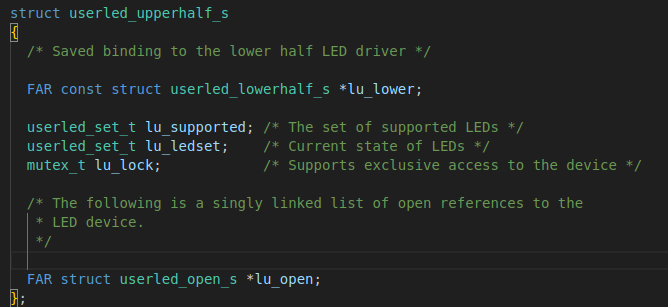 struct userled_upperhalf_s
{
/* Saved binding to the lower half LED driver */
FAR const struct userled_lowerhalf_s *lu_lower;
userled_set_t lu_supported; /* The set of supported LEDs */
userled_set_t lu_ledset; /* Current state of LEDs */
mutex_t lu_lock; /* Supports exclusive access to the device */
/* The following is a singly linked list of open references to the
* LED device.
*/
FAR struct userled_open_s *lu_open;
};